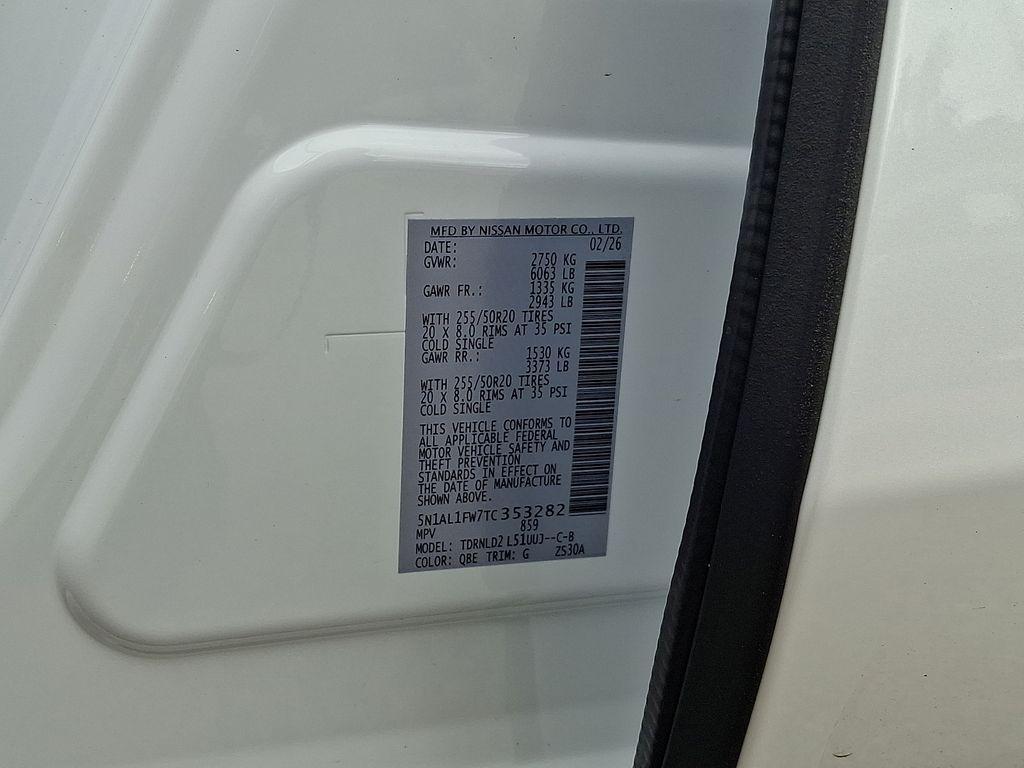 MFD BY NISSAN MOTOR CO., LTD.
DATE: 02/26
GVWR: 2750 KG
6063 LB
GAWR FR.: 1335 KG
2943 LB
WITH 255/50R20 TIRES
20 X 8.0 RIMS AT 35 PSI
COLD SINGLE
GAWR RR.: 1530 KG
3373 LB
WITH 255/50R20 TIRES
20 X 8.0 RIMS AT 35 PSI
COLD SINGLE
THIS VEHICLE CONFORMS TO
ALL APPLICABLE FEDERAL
MOTOR VEHICLE SAFETY AND
THEFT PREVENTION
STANDARDS IN EFFECT ON
THE DATE OF MANUFACTURE
SHOWN ABOVE.
5N1AL1FW7TC353282
MPV 859
MODEL: TDRNLD2 L51UUJ--C-B
COLOR: QBE TRIM: G ZS30A